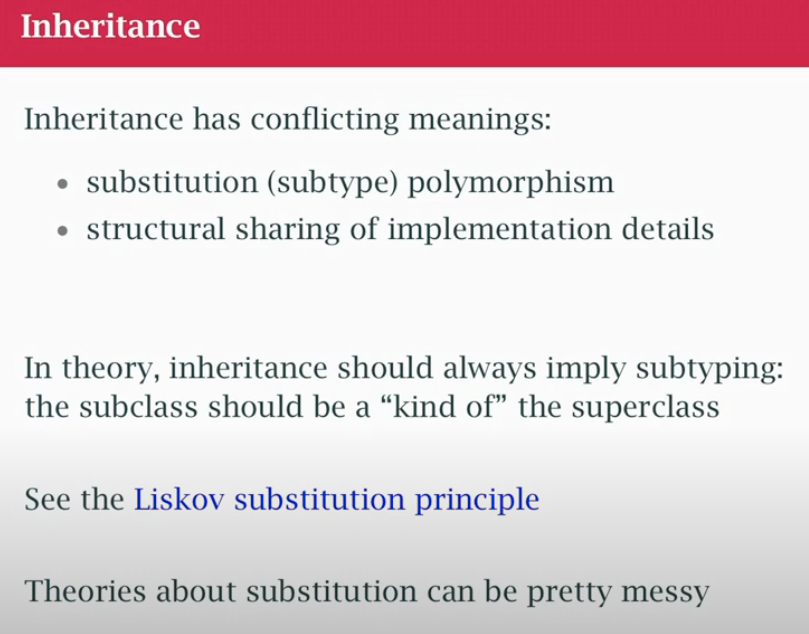 Inheritance
Inheritance has conflicting meanings:
• substitution (subtype) polymorphism
• structural sharing of implementation details
In theory, inheritance should always imply subtyping:
the subclass should be a “kind of” the superclass
See the Liskov substitution principle
Theories about substitution can be pretty messy